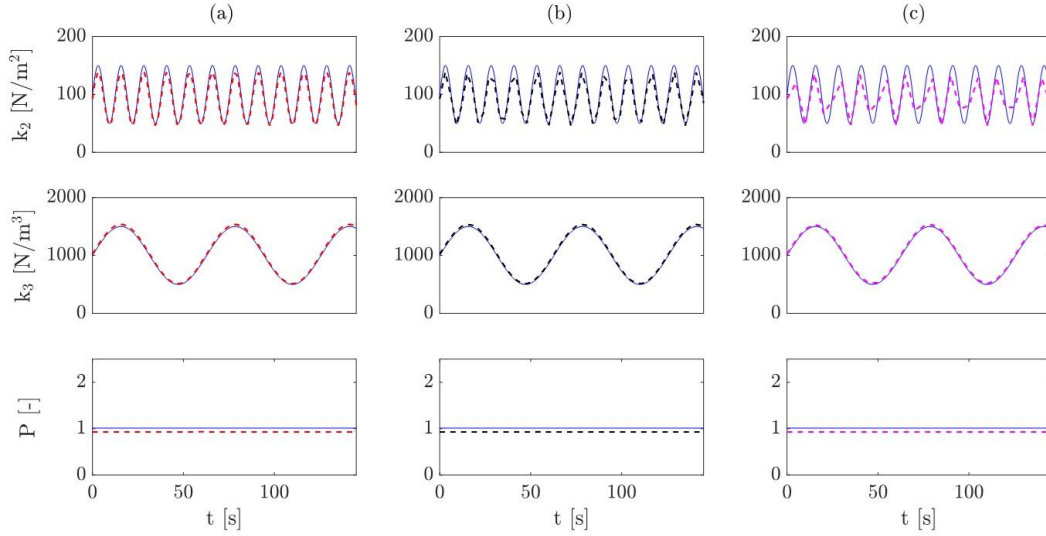 (a) (b) (c)
k₂ [N/m²]
200 200 200
100 100 100
0 0 0
k₃ [N/m³]
2000 2000 2000
1000 1000 1000
0 0 0
P [-]
2 2 2
1 1 1
0 0 0
0 50 100 0 50 100 0 50 100
t [s] t [s] t [s]